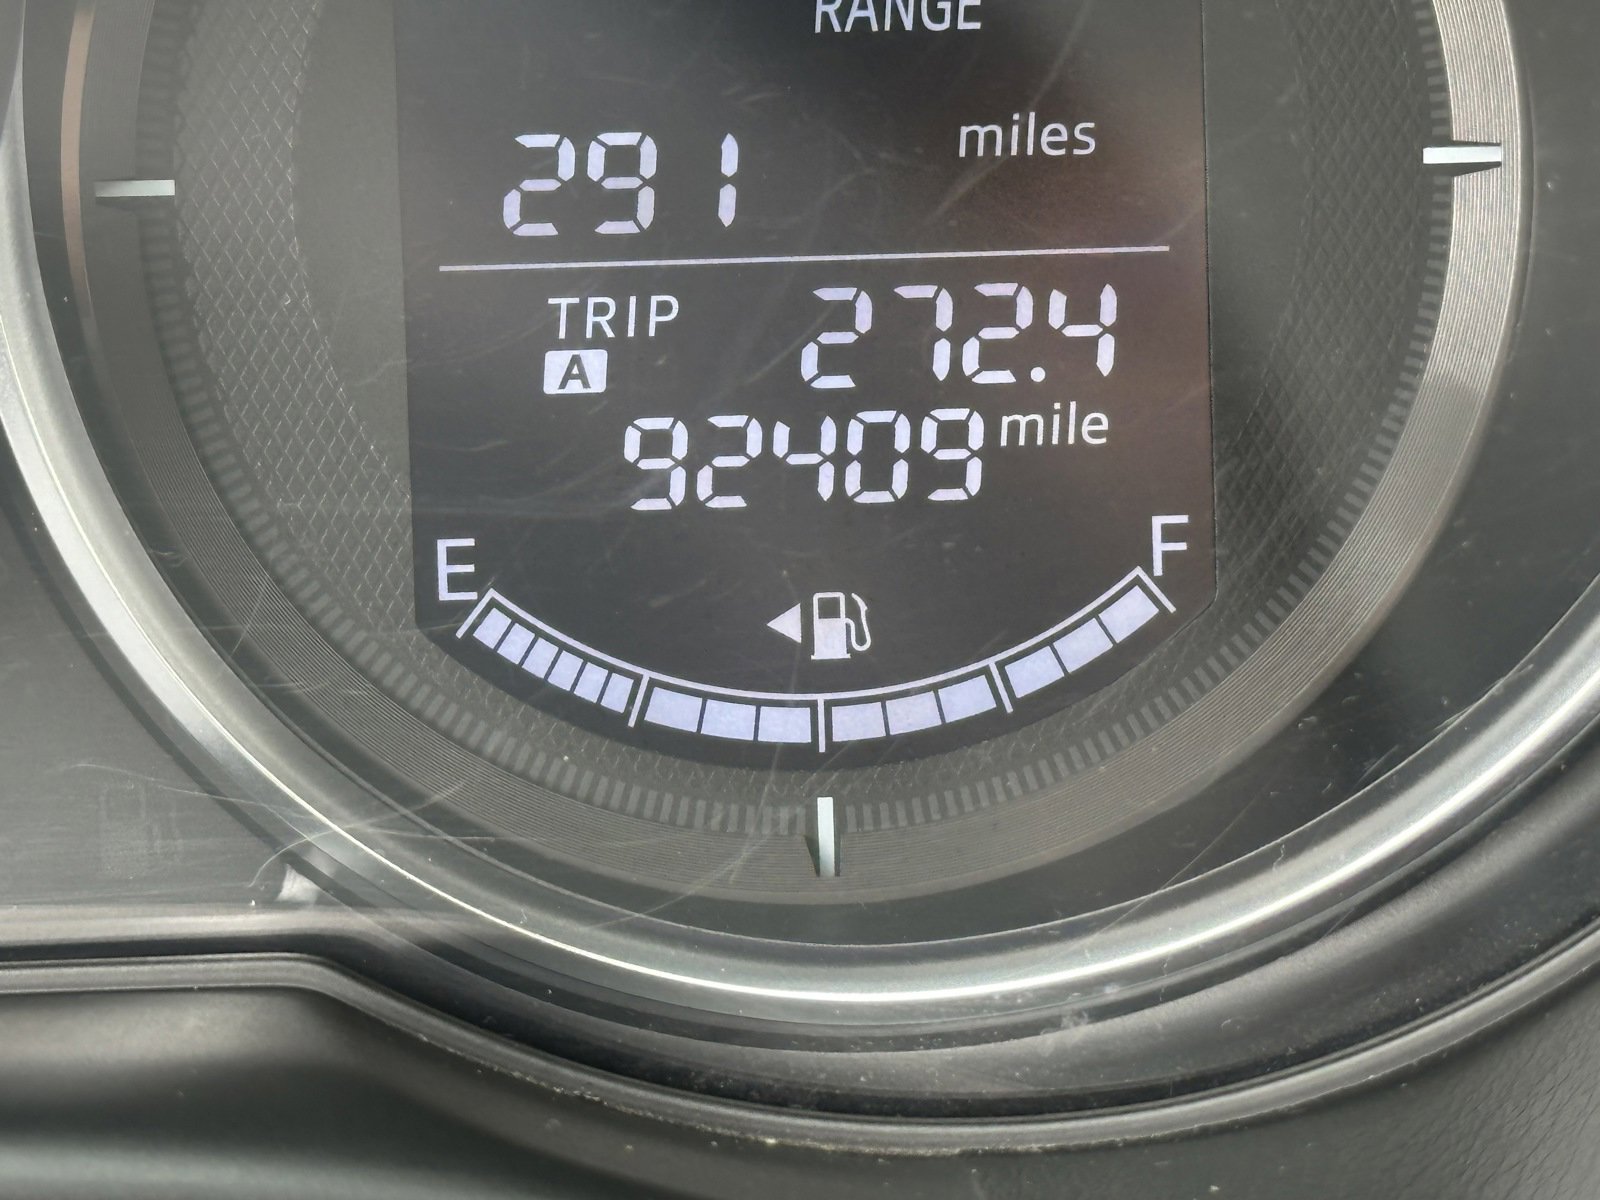 RANGE
291 miles
TRIP 272.4
A
92409 mile
E F